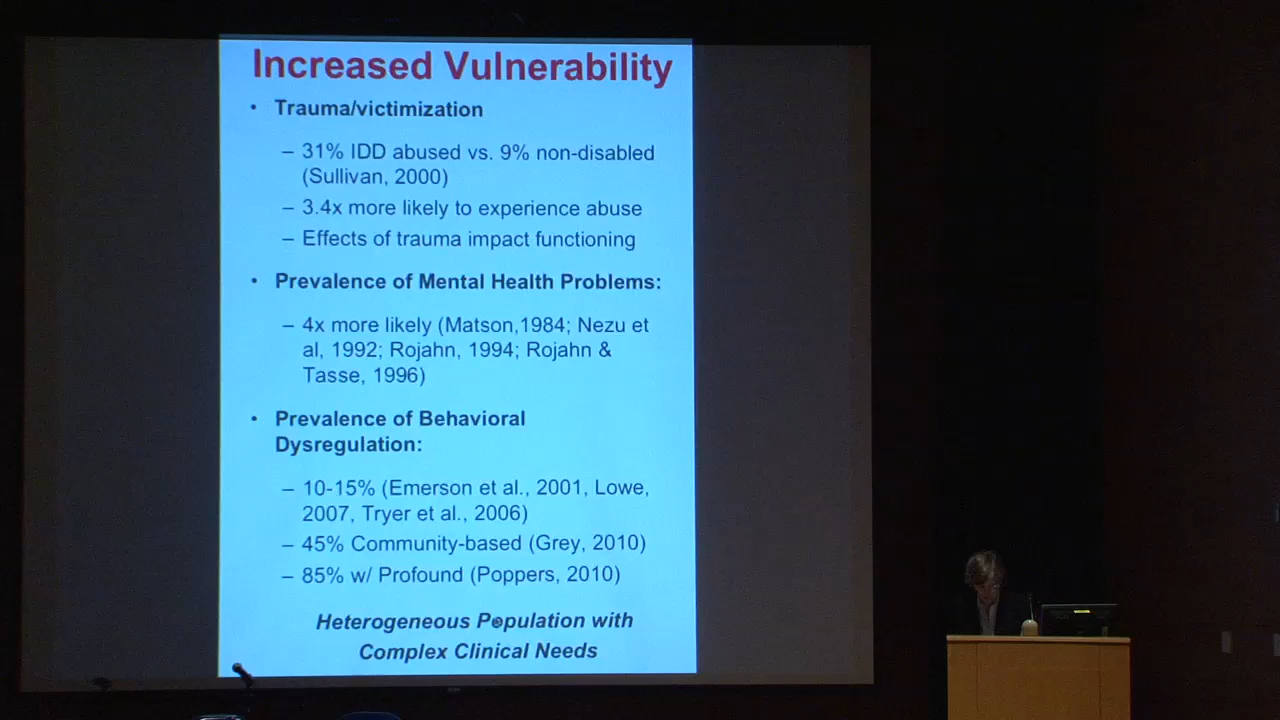 Increased Vulnerability
• Trauma/victimization
– 31% IDD abused vs. 9% non-disabled
(Sullivan, 2000)
– 3.4x more likely to experience abuse
– Effects of trauma impact functioning
• Prevalence of Mental Health Problems:
– 4x more likely (Matson,1984; Nezu et
al, 1992; Rojahn, 1994; Rojahn &
Tasse, 1996)
• Prevalence of Behavioral
Dysregulation:
– 10-15% (Emerson et al., 2001, Lowe,
2007, Tryer et al., 2006)
– 45% Community-based (Grey, 2010)
– 85% w/ Profound (Poppers, 2010)
Heterogeneous Population with
Complex Clinical Needs